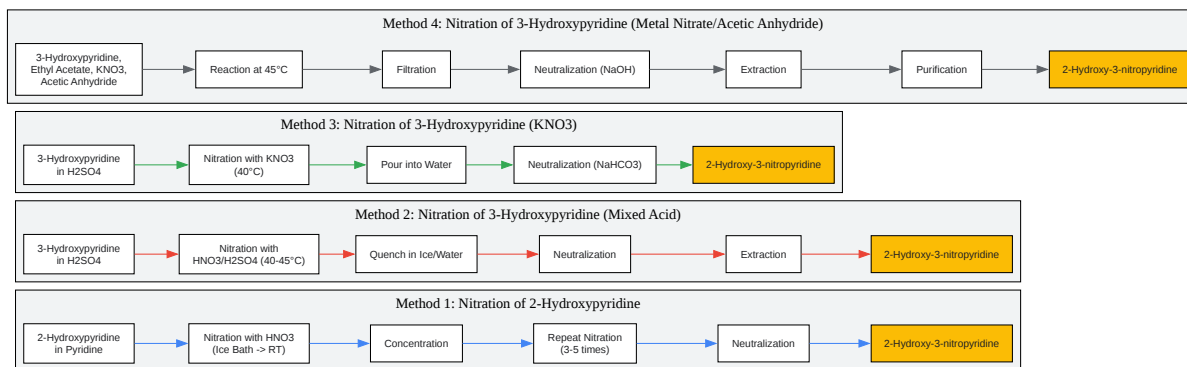 Method 4: Nitration of 3-Hydroxypyridine (Metal Nitrate/Acetic Anhydride)
3-Hydroxypyridine,
Ethyl Acetate, KNO3,
Acetic Anhydride
Reaction at 45°C
Filtration
Neutralization (NaOH)
Extraction
Purification
2-Hydroxy-3-nitropyridine
Method 3: Nitration of 3-Hydroxypyridine (KNO3)
3-Hydroxypyridine
in H2SO4
Nitration with KNO3
(40°C)
Pour into Water
Neutralization (NaHCO3)
2-Hydroxy-3-nitropyridine
Method 2: Nitration of 3-Hydroxypyridine (Mixed Acid)
3-Hydroxypyridine
in H2SO4
Nitration with
HNO3/H2SO4 (40-45°C)
Quench in Ice/Water
Neutralization
Extraction
2-Hydroxy-3-nitropyridine
Method 1: Nitration of 2-Hydroxypyridine
2-Hydroxypyridine
in Pyridine
Nitration with HNO3
(Ice Bath -> RT)
Concentration
Repeat Nitration
(3-5 times)
Neutralization
2-Hydroxy-3-nitropyridine